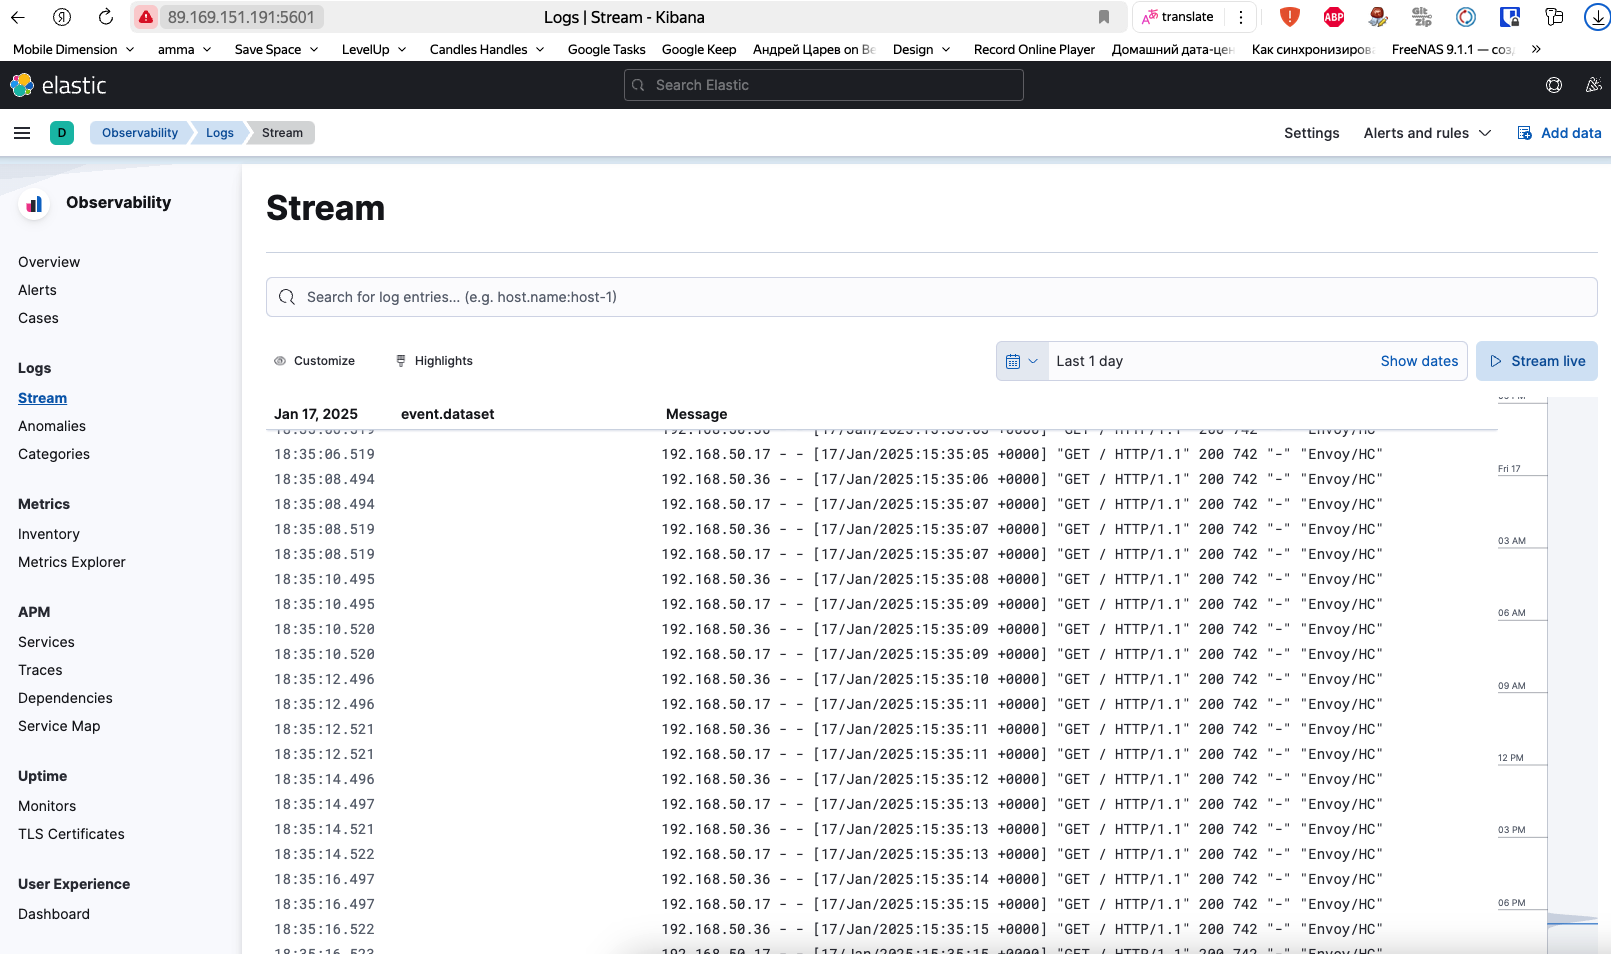 89.169.151.191:5601
Logs | Stream - Kibana
translate
ABP
Git
Zip
Mobile Dimension
amma
Save Space
LevelUp
Candles Handles
Google Tasks
Google Keep
Андрей Царев on Be
Design
Record Online Player
Домашний дата-цен
Как синхронизирова
FreeNAS 9.1.1 — соз
elastic
Search Elastic
D
Observability
Logs
Stream
Settings
Alerts and rules
Add data
Observability
Overview
Alerts
Cases
Logs
Stream
Anomalies
Categories
Metrics
Inventory
Metrics Explorer
APM
Services
Traces
Dependencies
Service Map
Uptime
Monitors
TLS Certificates
User Experience
Dashboard
Stream
Search for log entries... (e.g. host.name:host-1)
Customize
Highlights
Last 1 day
Show dates
Stream live
Jan 17, 2025 event.dataset Message
18:35:06.519 192.168.50.17 - - [17/Jan/2025:15:35:05 +0000] "GET / HTTP/1.1" 200 742 "-" "Envoy/HC"
18:35:08.494 192.168.50.36 - - [17/Jan/2025:15:35:06 +0000] "GET / HTTP/1.1" 200 742 "-" "Envoy/HC"
18:35:08.494 192.168.50.17 - - [17/Jan/2025:15:35:07 +0000] "GET / HTTP/1.1" 200 742 "-" "Envoy/HC"
18:35:08.519 192.168.50.36 - - [17/Jan/2025:15:35:07 +0000] "GET / HTTP/1.1" 200 742 "-" "Envoy/HC"
18:35:08.519 192.168.50.17 - - [17/Jan/2025:15:35:07 +0000] "GET / HTTP/1.1" 200 742 "-" "Envoy/HC"
18:35:10.495 192.168.50.36 - - [17/Jan/2025:15:35:08 +0000] "GET / HTTP/1.1" 200 742 "-" "Envoy/HC"
18:35:10.495 192.168.50.17 - - [17/Jan/2025:15:35:09 +0000] "GET / HTTP/1.1" 200 742 "-" "Envoy/HC"
18:35:10.520 192.168.50.36 - - [17/Jan/2025:15:35:09 +0000] "GET / HTTP/1.1" 200 742 "-" "Envoy/HC"
18:35:10.520 192.168.50.17 - - [17/Jan/2025:15:35:09 +0000] "GET / HTTP/1.1" 200 742 "-" "Envoy/HC"
18:35:12.496 192.168.50.36 - - [17/Jan/2025:15:35:10 +0000] "GET / HTTP/1.1" 200 742 "-" "Envoy/HC"
18:35:12.496 192.168.50.17 - - [17/Jan/2025:15:35:11 +0000] "GET / HTTP/1.1" 200 742 "-" "Envoy/HC"
18:35:12.521 192.168.50.36 - - [17/Jan/2025:15:35:11 +0000] "GET / HTTP/1.1" 200 742 "-" "Envoy/HC"
18:35:12.521 192.168.50.17 - - [17/Jan/2025:15:35:11 +0000] "GET / HTTP/1.1" 200 742 "-" "Envoy/HC"
18:35:14.496 192.168.50.36 - - [17/Jan/2025:15:35:12 +0000] "GET / HTTP/1.1" 200 742 "-" "Envoy/HC"
18:35:14.497 192.168.50.17 - - [17/Jan/2025:15:35:13 +0000] "GET / HTTP/1.1" 200 742 "-" "Envoy/HC"
18:35:14.521 192.168.50.36 - - [17/Jan/2025:15:35:13 +0000] "GET / HTTP/1.1" 200 742 "-" "Envoy/HC"
18:35:14.522 192.168.50.17 - - [17/Jan/2025:15:35:13 +0000] "GET / HTTP/1.1" 200 742 "-" "Envoy/HC"
18:35:16.497 192.168.50.36 - - [17/Jan/2025:15:35:14 +0000] "GET / HTTP/1.1" 200 742 "-" "Envoy/HC"
18:35:16.497 192.168.50.17 - - [17/Jan/2025:15:35:15 +0000] "GET / HTTP/1.1" 200 742 "-" "Envoy/HC"
18:35:16.522 192.168.50.36 - - [17/Jan/2025:15:35:15 +0000] "GET / HTTP/1.1" 200 742 "-" "Envoy/HC"
Fri 17
03 AM
06 AM
09 AM
12 PM
03 PM
06 PM